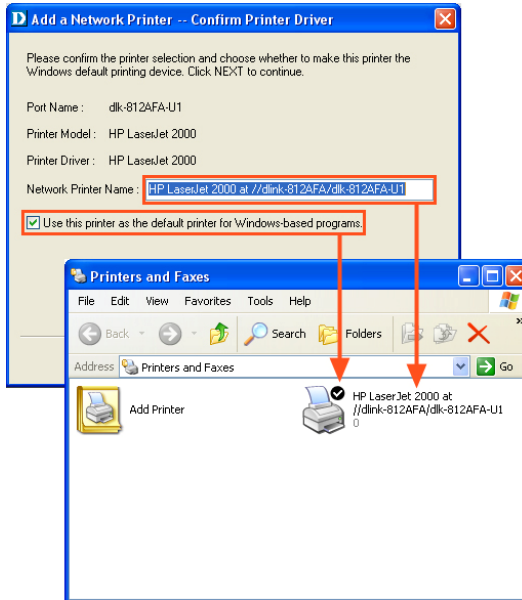 Add a Network Printer -- Confirm Printer Driver
Please confirm the printer selection and choose whether to make this printer the
Windows default printing device. Click NEXT to continue.
Port Name : dlk-812AFA-U1
Printer Model : HP LaserJet 2000
Printer Driver : HP LaserJet 2000
Network Printer Name : HP LaserJet 2000 at //dlink-812AFA/dlk-812AFA-U1
Use this printer as the default printer for Windows-based programs.
Printers and Faxes
File Edit View Favorites Tools Help
Back Search Folders
Address Printers and Faxes Go
Add Printer
HP LaserJet 2000 at
//dlink-812AFA/dlk-812AFA-U1
0